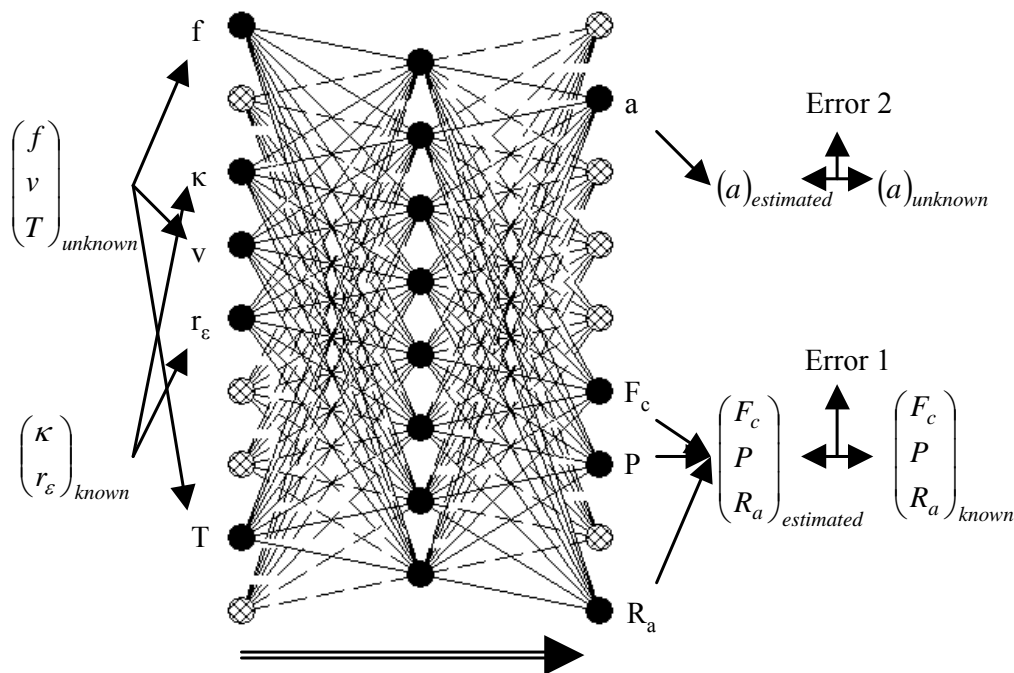 f
κ
v
r_ε
T
(f
v
T)_unknown
(κ
r_ε)_known
a
F_c
P
R_a
Error 2
(a)_estimated
(a)_unknown
Error 1
(F_c
P
R_a)_estimated
(F_c
P
R_a)_known